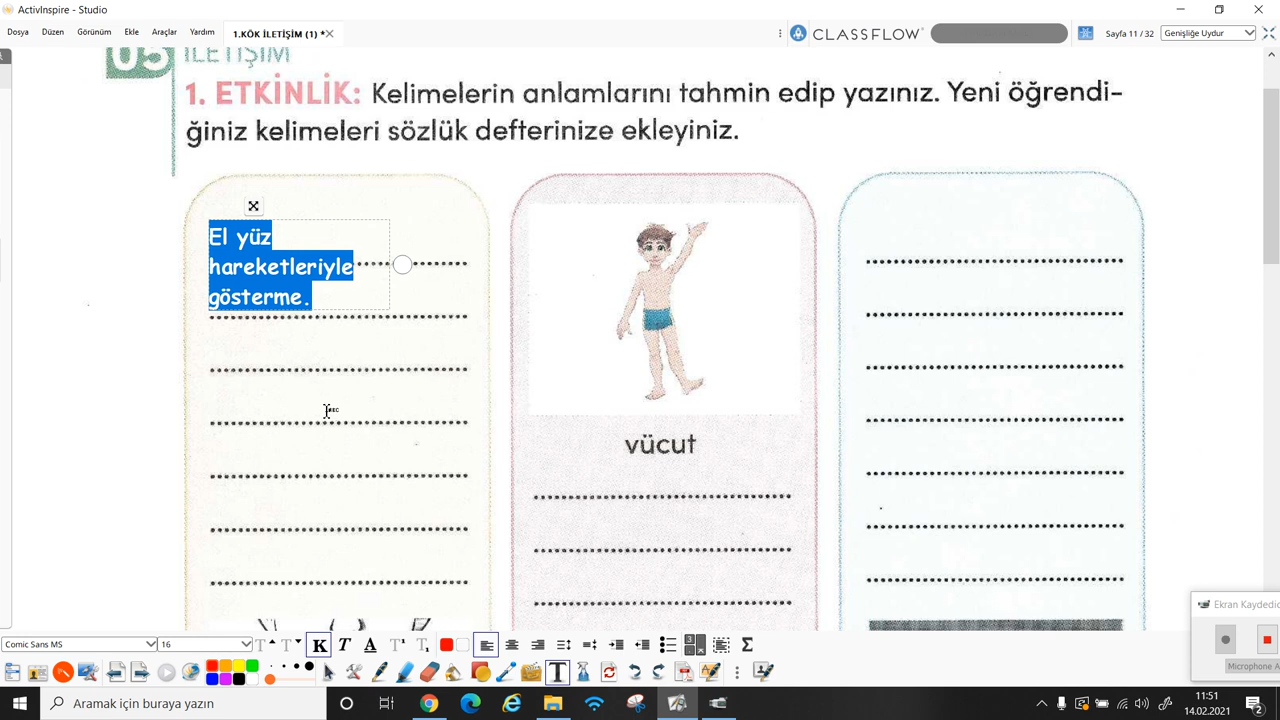 ActivInspire - Studio
Dosya Düzen Görünüm Ekle Araçlar Yardım
1.KÖK İLETİŞİM (1) *
CLASSFLOW
Sayfa 11 / 32
Genişliğe Uydur
05 İLETİŞİM
1. ETKİNLİK: Kelimelerin anlamlarını tahmin edip yazınız. Yeni öğrendi-
ğiniz kelimeleri sözlük defterinize ekleyiniz.
El yüz
hareketleriyle
gösterme.
vücut
REC
Ekran Kaydedic
Microphone A
Comic Sans MS
16
K T A T T
Aramak için buraya yazın
11:51
14.02.2021